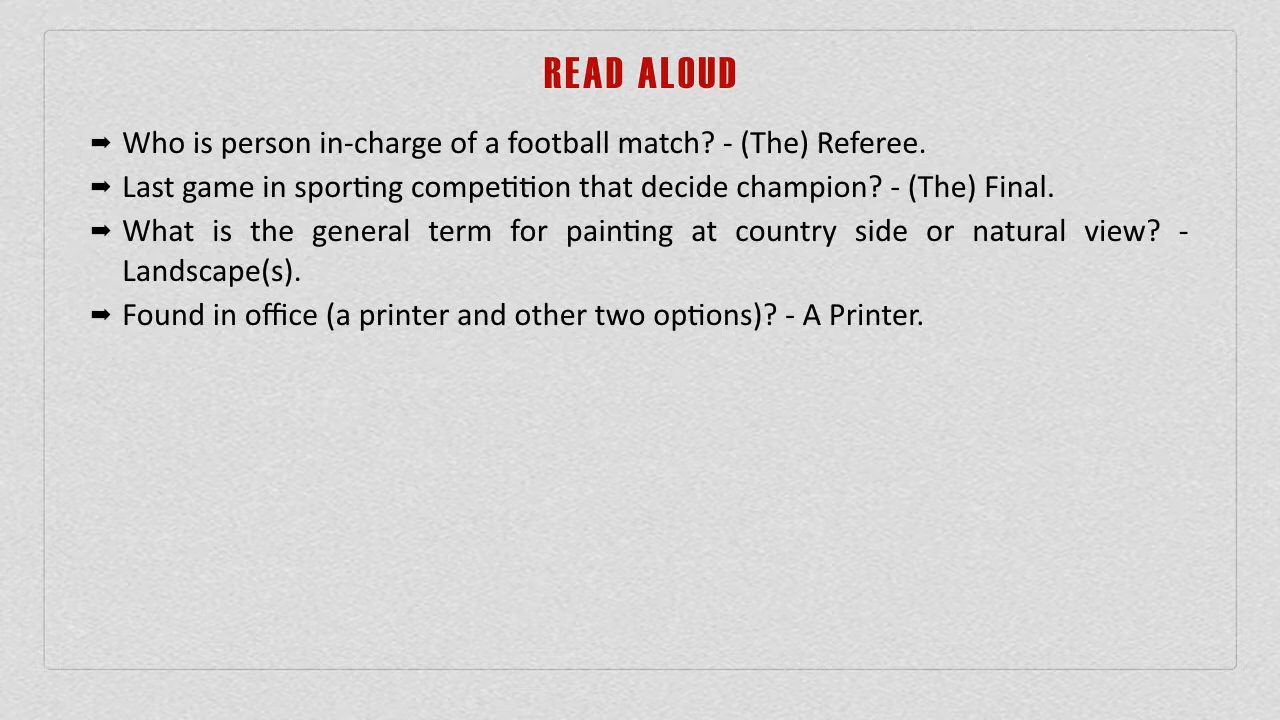 READ ALOUD
➡ Who is person in-charge of a football match? - (The) Referee.
➡ Last game in sporting competition that decide champion? - (The) Final.
➡ What is the general term for painting at country side or natural view? -
Landscape(s).
➡ Found in office (a printer and other two options)? - A Printer.